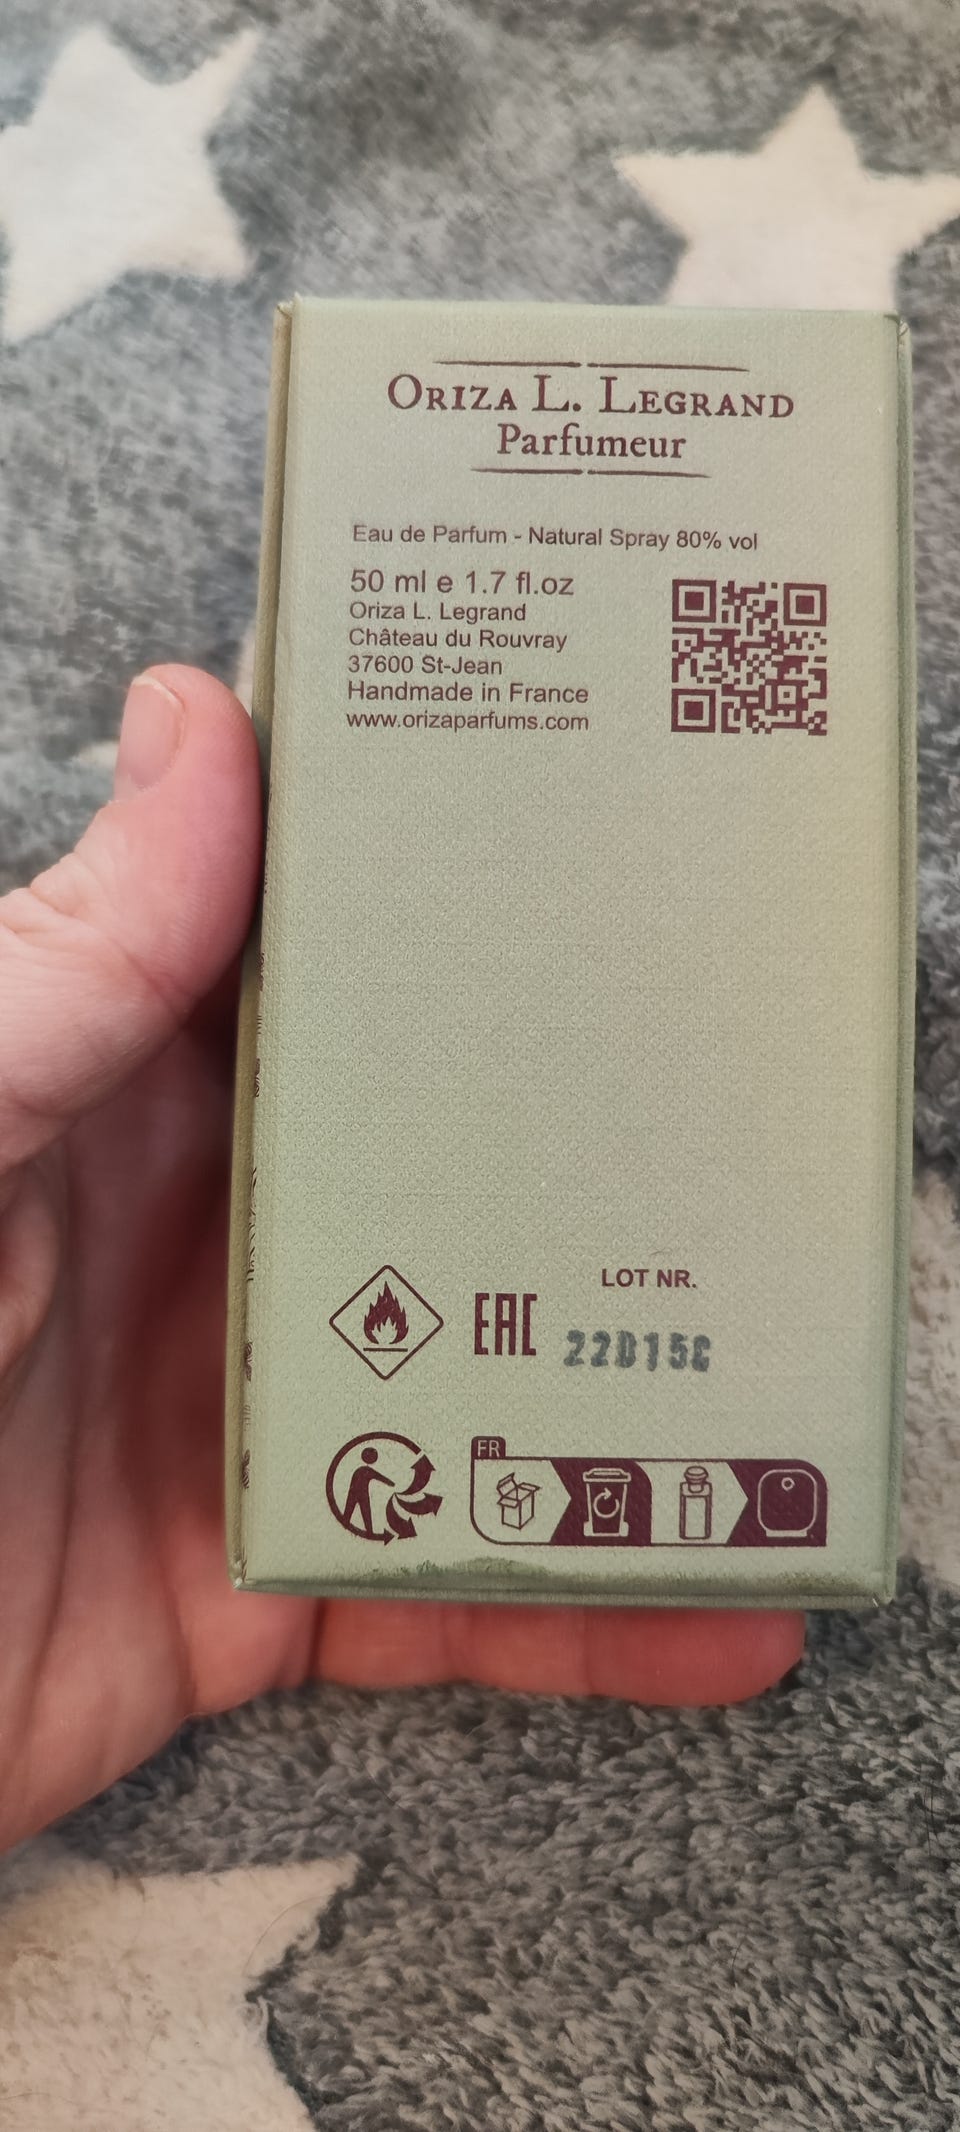 ORIZA L. LEGRAND
Parfumeur
Eau de Parfum - Natural Spray 80% vol
50 ml e 1.7 fl.oz
Oriza L. Legrand
Château du Rouvray
37600 St-Jean
Handmade in France
www.orizaparfums.com
LOT NR.
EAC
22D15C
FR